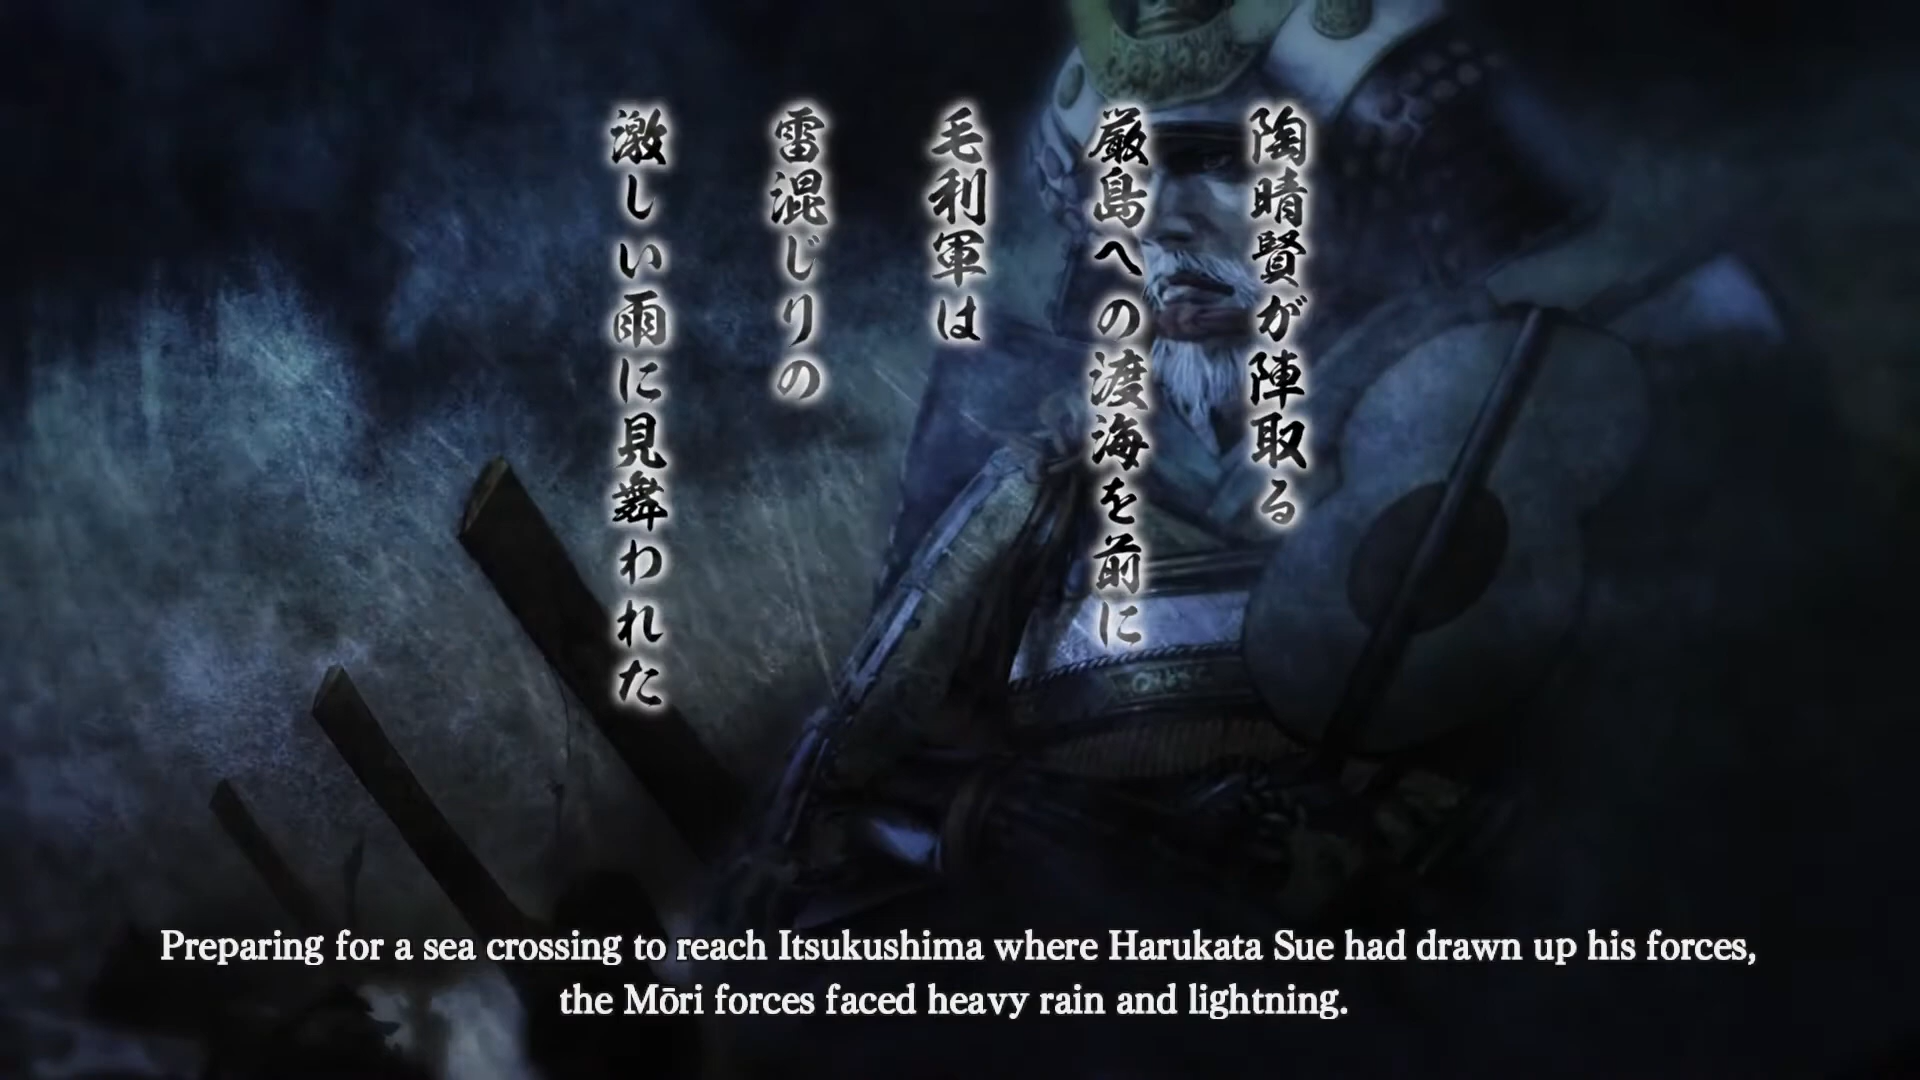 陶晴賢が陣取る
厳島への渡海を前に
毛利軍は
雷混じりの
激しい雨に見舞われた
Preparing for a sea crossing to reach Itsukushima where Harukata Sue had drawn up his forces,
the Mōri forces faced heavy rain and lightning.